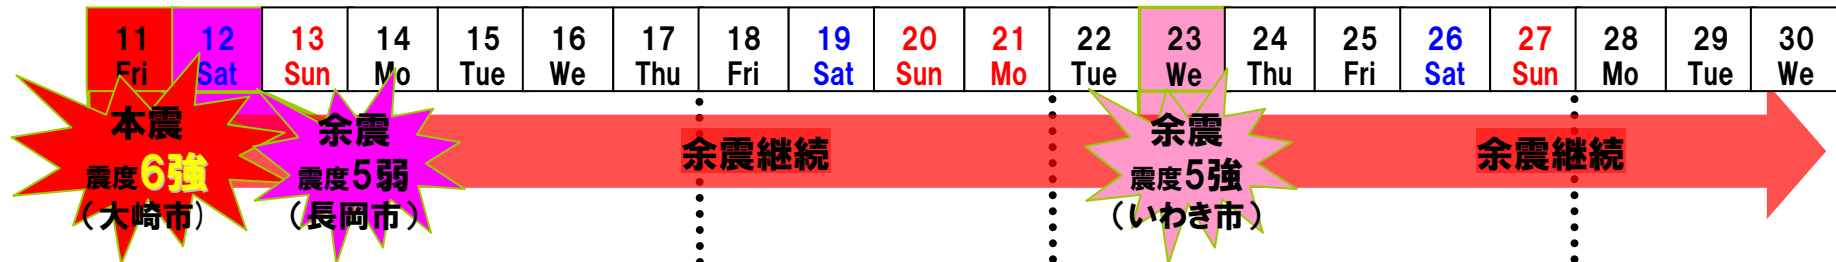 11 12 13 14 15 16 17 18 19 20 21 22 23 24 25 26 27 28 29 30
Fri Sat Sun Mo Tue We Thu Fri Sat Sun Mo Tue We Thu Fri Sat Sun Mo Tue We
本震
震度6強
(大崎市)
余震
震度5弱
(長岡市)
余震継続
余震
震度5強
(いわき市)
余震継続